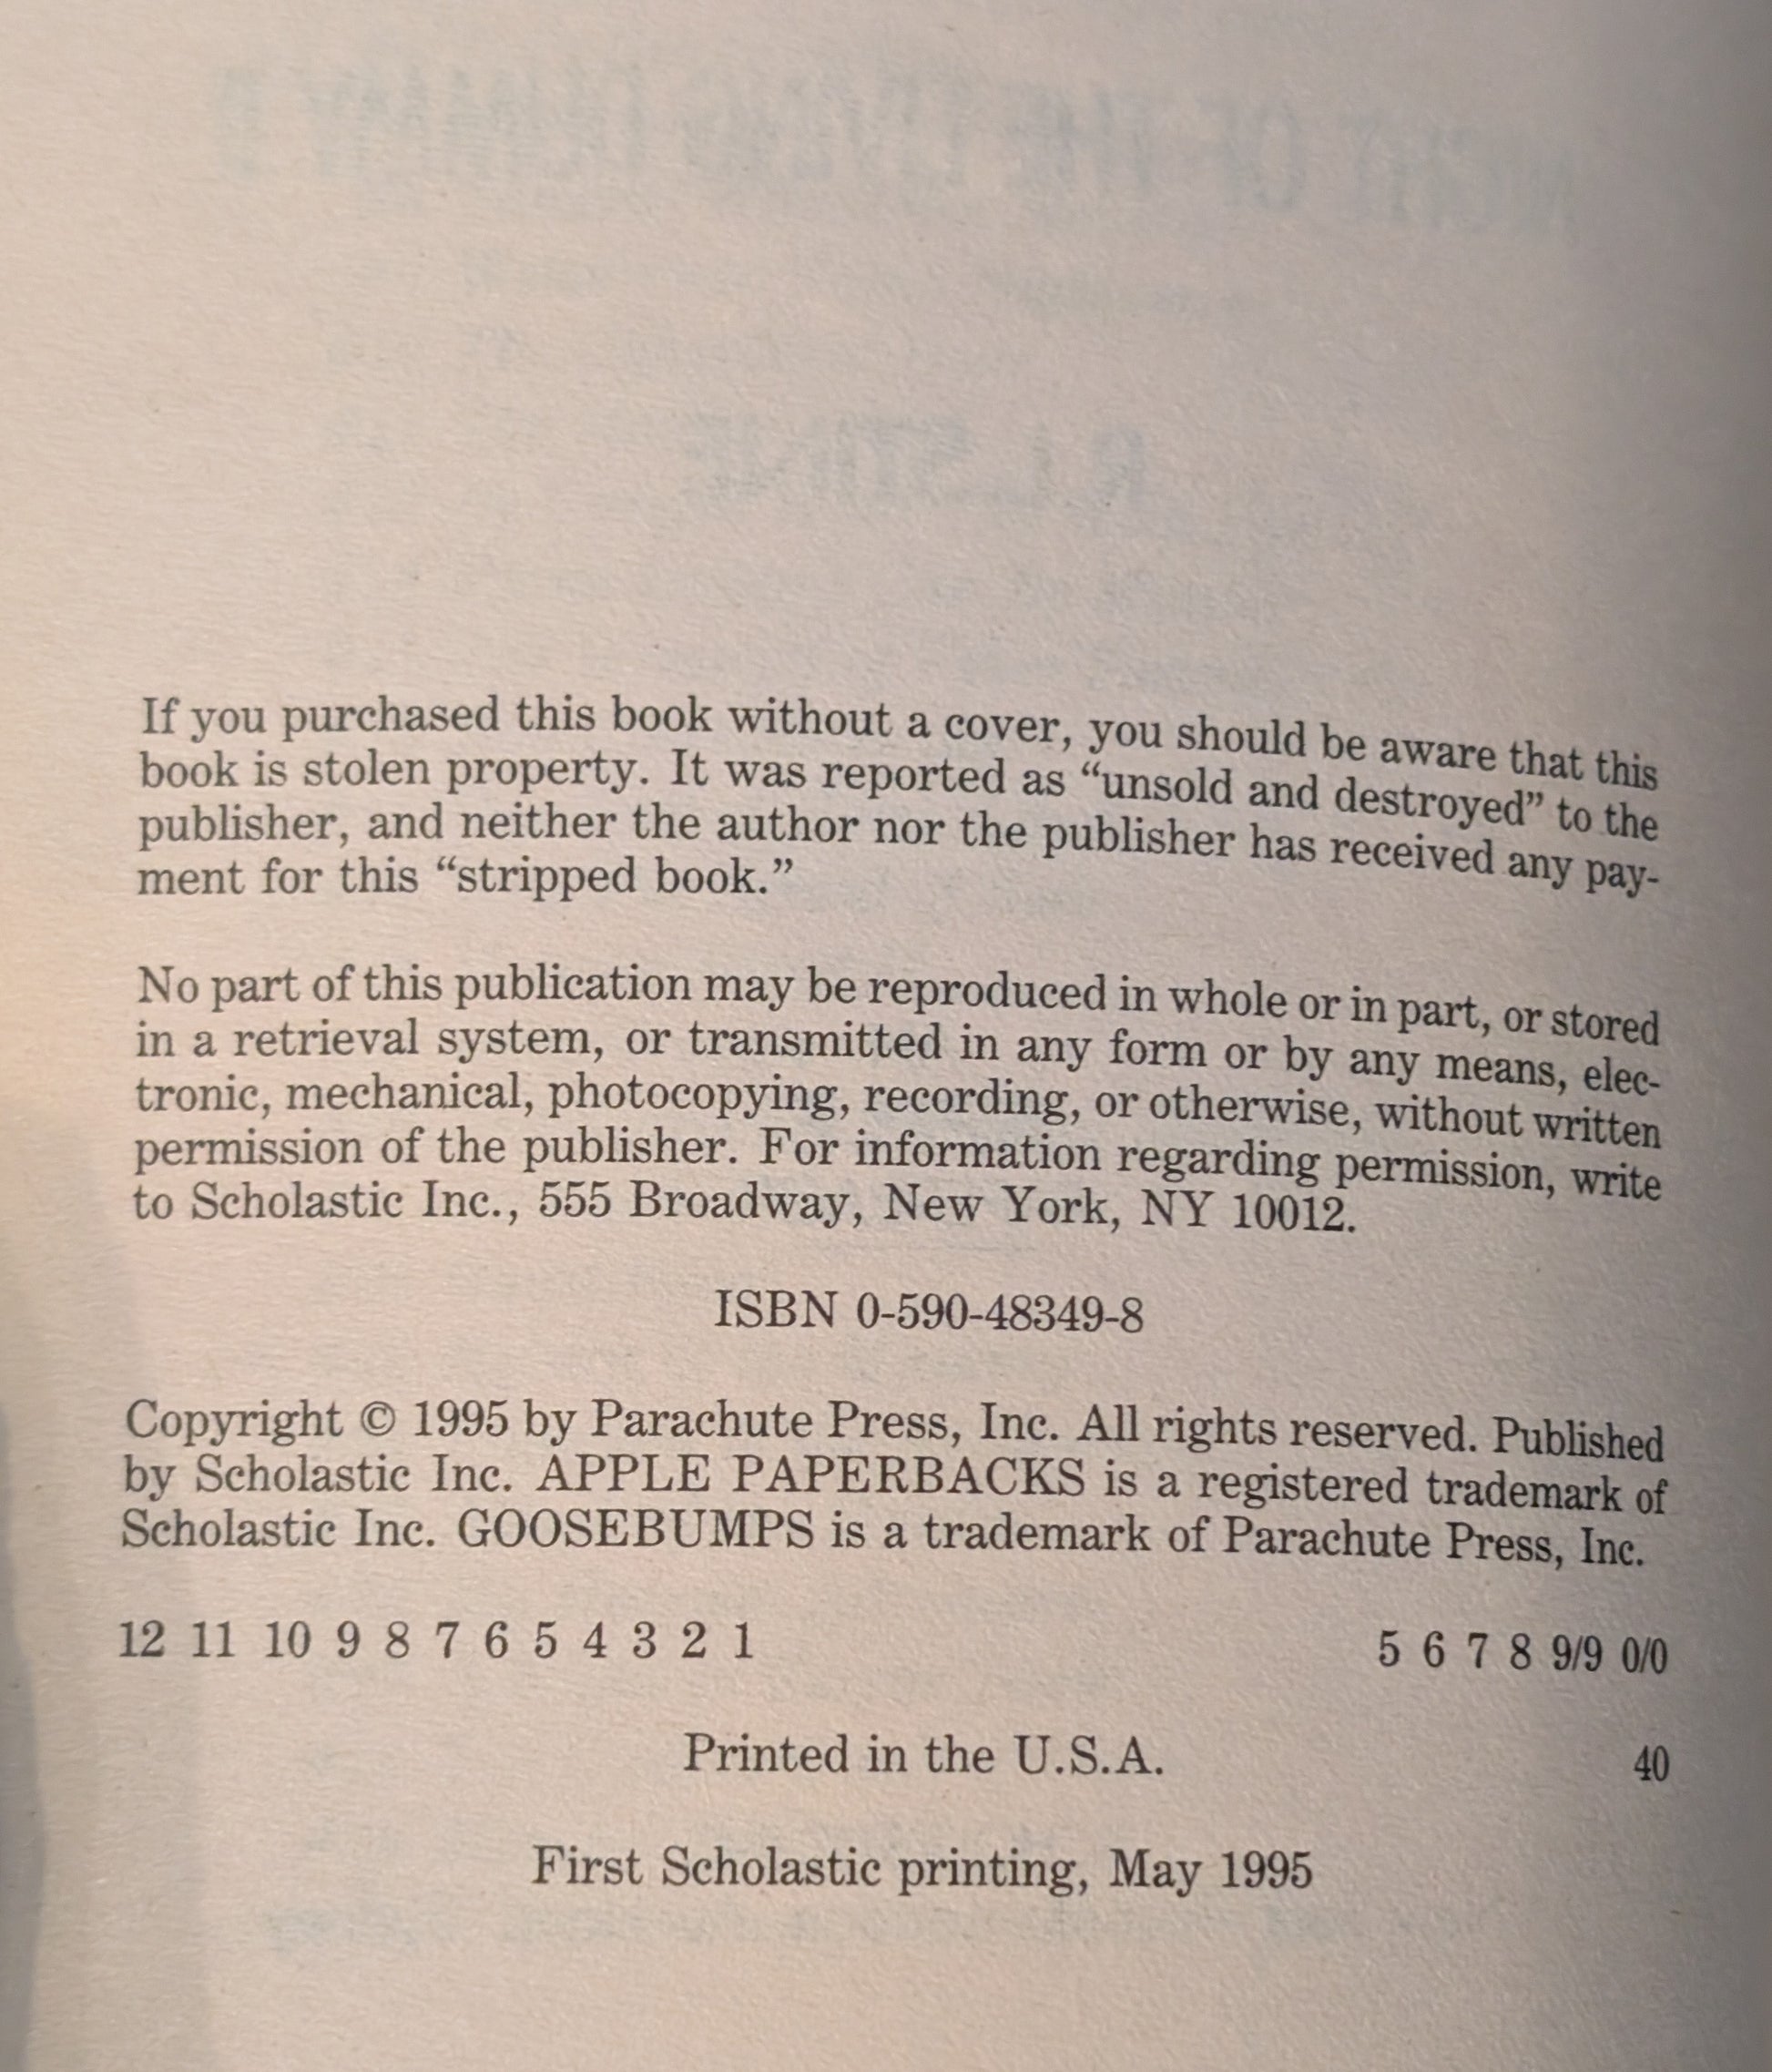 NIGHT OF THE LIVING DUMMY II
R.L. STINE
If you purchased this book without a cover, you should be aware that this
book is stolen property. It was reported as “unsold and destroyed” to the
publisher, and neither the author nor the publisher has received any pay-
ment for this “stripped book.”
No part of this publication may be reproduced in whole or in part, or stored
in a retrieval system, or transmitted in any form or by any means, elec-
tronic, mechanical, photocopying, recording, or otherwise, without written
permission of the publisher. For information regarding permission, write
to Scholastic Inc., 555 Broadway, New York, NY 10012.
ISBN 0-590-48349-8
Copyright © 1995 by Parachute Press, Inc. All rights reserved. Published
by Scholastic Inc. APPLE PAPERBACKS is a registered trademark of
Scholastic Inc. GOOSEBUMPS is a trademark of Parachute Press, Inc.
12 11 10 9 8 7 6 5 4 3 2 1 5 6 7 8 9/9 0/0
Printed in the U.S.A. 40
First Scholastic printing, May 1995